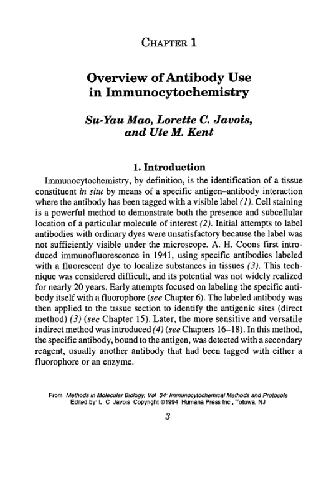 CHAPTER 1
Overview of Antibody Use
in Immunocytochemistry
Su-Yau Mao, Lorette C. Javois,
and Ute M. Kent
1. Introduction
Immunocytochemistry, by definition, is the identification of a tissue
constituent in situ by means of a specific antigen–antibody interaction
where the antibody has been tagged with a visible label (1). Cell staining
is a powerful method to demonstrate both the presence and subcellular
location of a particular molecule of interest (2). Initial attempts to label
antibodies with ordinary dyes were unsatisfactory because the label was
not sufficiently visible under the microscope. A. H. Coons first intro-
duced immunofluorescence in 1941, using specific antibodies labeled
with a fluorescent dye to localize substances in tissues (3). This tech-
nique was considered difficult, and its potential was not widely realized
for nearly 20 years. Early attempts focused on labeling the specific anti-
body itself with a fluorophore (see Chapter 6). The labeled antibody was
then applied to the tissue section to identify the antigenic sites (direct
method) (3) (see Chapter 15). Later, the more sensitive and versatile
indirect method was introduced (4) (see Chapters 16–18). In this method,
the specific antibody, bound to the antigen, was detected with a secondary
reagent, usually another antibody that had been tagged with either a
fluorophore or an enzyme.
From Methods in Molecular Biology, Vol 34 Immunocytochemical Methods and Protocols
Edited by L C Javois Copyright ©1994 Humana Press Inc, Totowa, NJ
3